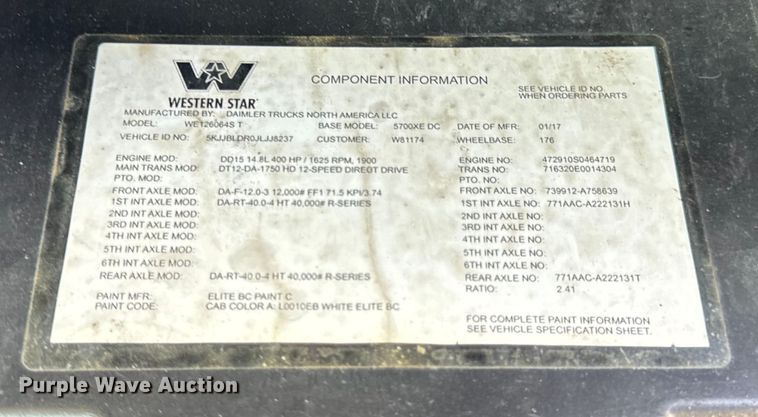 WESTERN STAR
COMPONENT INFORMATION
SEE VEHICLE ID NO.
WHEN ORDERING PARTS
MANUFACTURED BY: DAIMLER TRUCKS NORTH AMERICA LLC
MODEL: WE126064S T BASE MODEL: 5700XE DC DATE OF MFR: 01/17
VEHICLE ID NO: 5KJJBLDR0JLJJ8237 CUSTOMER: W81174 WHEELBASE: 176
ENGINE MOD: DD15 14.8L 400 HP / 1625 RPM, 1900 ENGINE NO: 472910S0464719
MAIN TRANS MOD: DT12-DA-1750 HD 12-SPEED DIRECT DRIVE TRANS NO: 716320E0014304
PTO. MOD: PTO. NO:
FRONT AXLE MOD: DA-F-12.0-3 12,000# FF1 71.5 KPI/3.74 FRONT AXLE NO: 739912-A758639
1ST INT AXLE MOD: DA-RT-40.0-4 HT 40,000# R-SERIES 1ST INT AXLE NO: 771AAC-A222131H
2ND INT AXLE MOD: 2ND INT AXLE NO:
3RD INT AXLE MOD: 3RD INT AXLE NO:
4TH INT AXLE MOD: 4TH INT AXLE NO:
5TH INT AXLE MOD: 5TH INT AXLE NO:
6TH INT AXLE MOD: 6TH INT AXLE NO:
REAR AXLE MOD: DA-RT-40.0-4 HT 40,000# R-SERIES REAR AXLE NO: 771AAC-A222131T
RATIO: 2.41
PAINT MFR: ELITE BC PAINT C
PAINT CODE: CAB COLOR A: L0010EB WHITE ELITE BC
FOR COMPLETE PAINT INFORMATION
SEE VEHICLE SPECIFICATION SHEET.
Purple Wave Auction